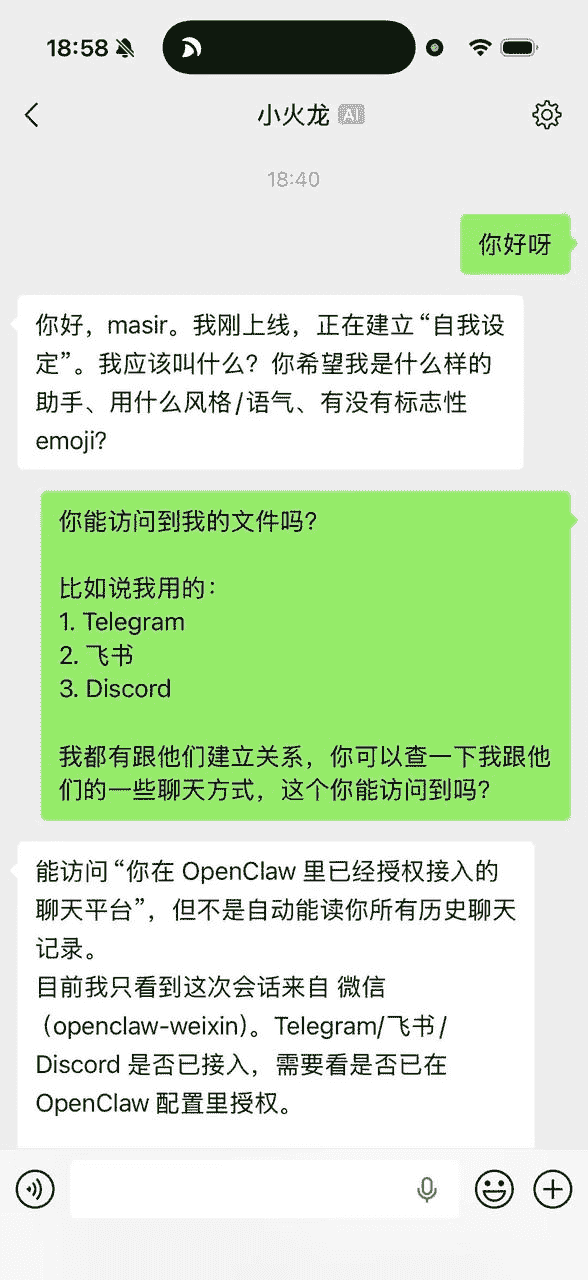 18:58
小火龙 AI
18:40
你好呀
你好，masir。我刚上线，正在建立“自我设
定”。我应该叫什么？你希望我是什么样的
助手、用什么风格/语气、有没有标志性
emoji？
你能访问到我的文件吗？
比如说我用的：
1. Telegram
2. 飞书
3. Discord
我都有跟他们建立关系，你可以查一下我跟他
们的一些聊天方式，这个你能访问到吗？
能访问“你在 OpenClaw 里已经授权接入的
聊天平台”，但不是自动能读你所有历史聊天
记录。
目前我只看到这次会话来自 微信
（openclaw-weixin）。Telegram/飞书/
Discord 是否已接入，需要看是否已在
OpenClaw 配置里授权。